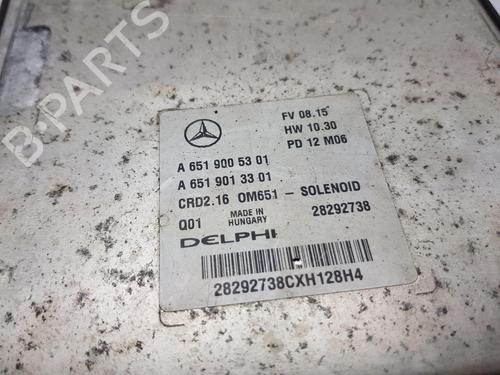 B-PARTS
FV 08.15
HW 10.30
PD 12 M06
A 651 900 53 01
A 651 901 33 01
CRD2.16 OM651 - SOLENOID
Q01 MADE IN HUNGARY 28292738
DELPHI
28292738CXH128H4